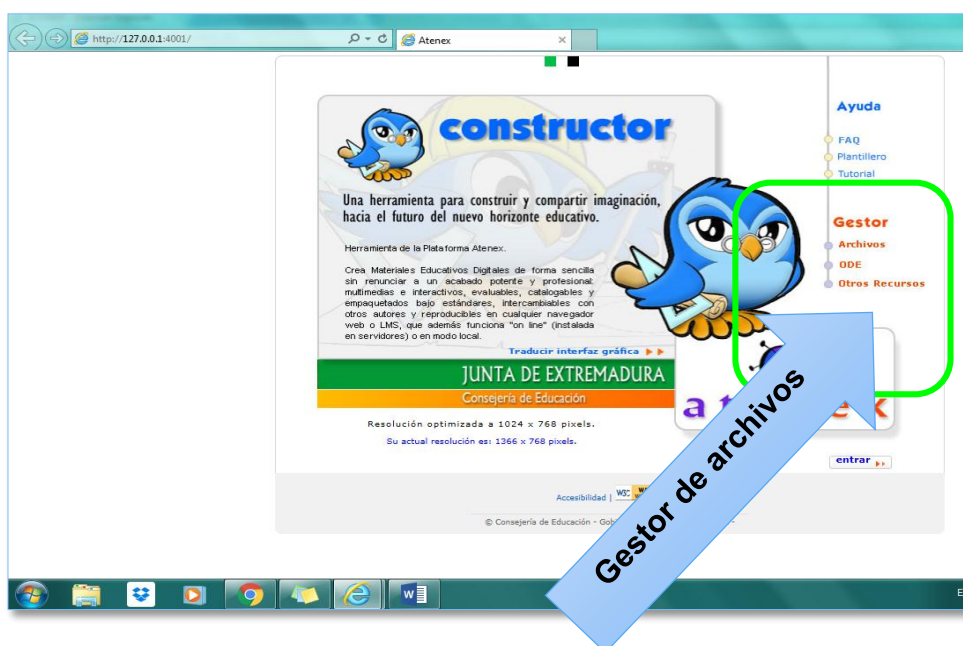 http://127.0.0.1:4001/
Atenex
constructor
Una herramienta para construir y compartir imaginación,
hacia el futuro del nuevo horizonte educativo.
Herramienta de la Plataforma Atenex.
Crea Materiales Educativos Digitales de forma sencilla
sin renunciar a un acabado potente y profesional:
multimedias e interactivos, evaluables, catalogables y
empaquetados bajo estándares, intercambiables con
otros autores y reproducibles en cualquier navegador
web o LMS, que además funciona "on line" (instalada
en servidores) o en modo local.
Traducir interfaz gráfica
JUNTA DE EXTREMADURA
Consejería de Educación
Resolución optimizada a 1024 x 768 pixels.
Su actual resolución es: 1366 x 768 pixels.
Ayuda
FAQ
Plantillero
Tutorial
Gestor
Archivos
ODE
Otros Recursos
a t
e x
entrar
Gestor de archivos
Accesibilidad | W3C
© Consejería de Educación -